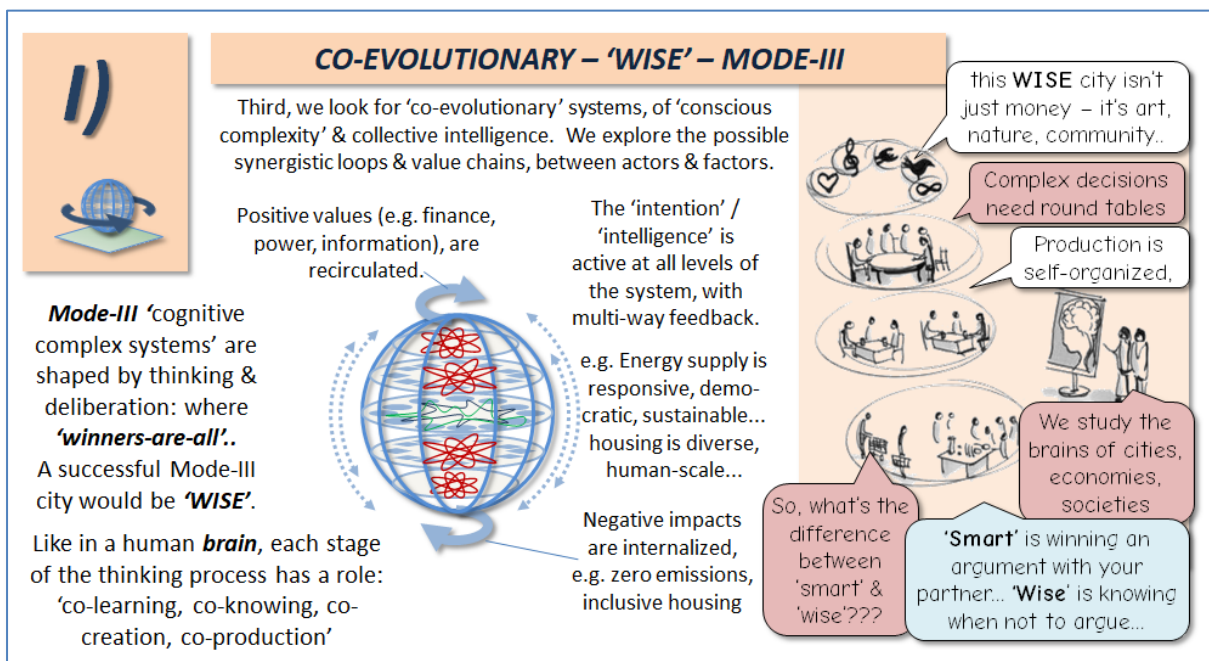 I)
CO-EVOLUTIONARY – ‘WISE’ – MODE-III
Third, we look for ‘co-evolutionary’ systems, of ‘conscious
complexity’ & collective intelligence.  We explore the possible
synergistic loops & value chains, between actors & factors.
Positive values (e.g. finance,
power, information), are
recirculated.
The ‘intention’ /
‘intelligence’ is
active at all levels of
the system, with
multi-way feedback.
e.g. Energy supply is
responsive, demo-
cratic, sustainable...
housing is diverse,
human-scale...
Negative impacts
are internalized,
e.g. zero emissions,
inclusive housing
Mode-III ‘cognitive
complex systems’ are
shaped by thinking &
deliberation: where
‘winners-are-all’..
A successful Mode-III
city would be ‘WISE’.
Like in a human brain, each stage
of the thinking process has a role:
‘co-learning, co-knowing, co-
creation, co-production’
this WISE city isn’t
just money – it’s art,
nature, community..
Complex decisions
need round tables
Production is
self-organized,
We study the
brains of cities,
economies,
societies
So, what’s the
difference
between
‘smart’ &
‘wise’???
‘Smart’ is winning an
argument with your
partner... ‘Wise’ is knowing
when not to argue...